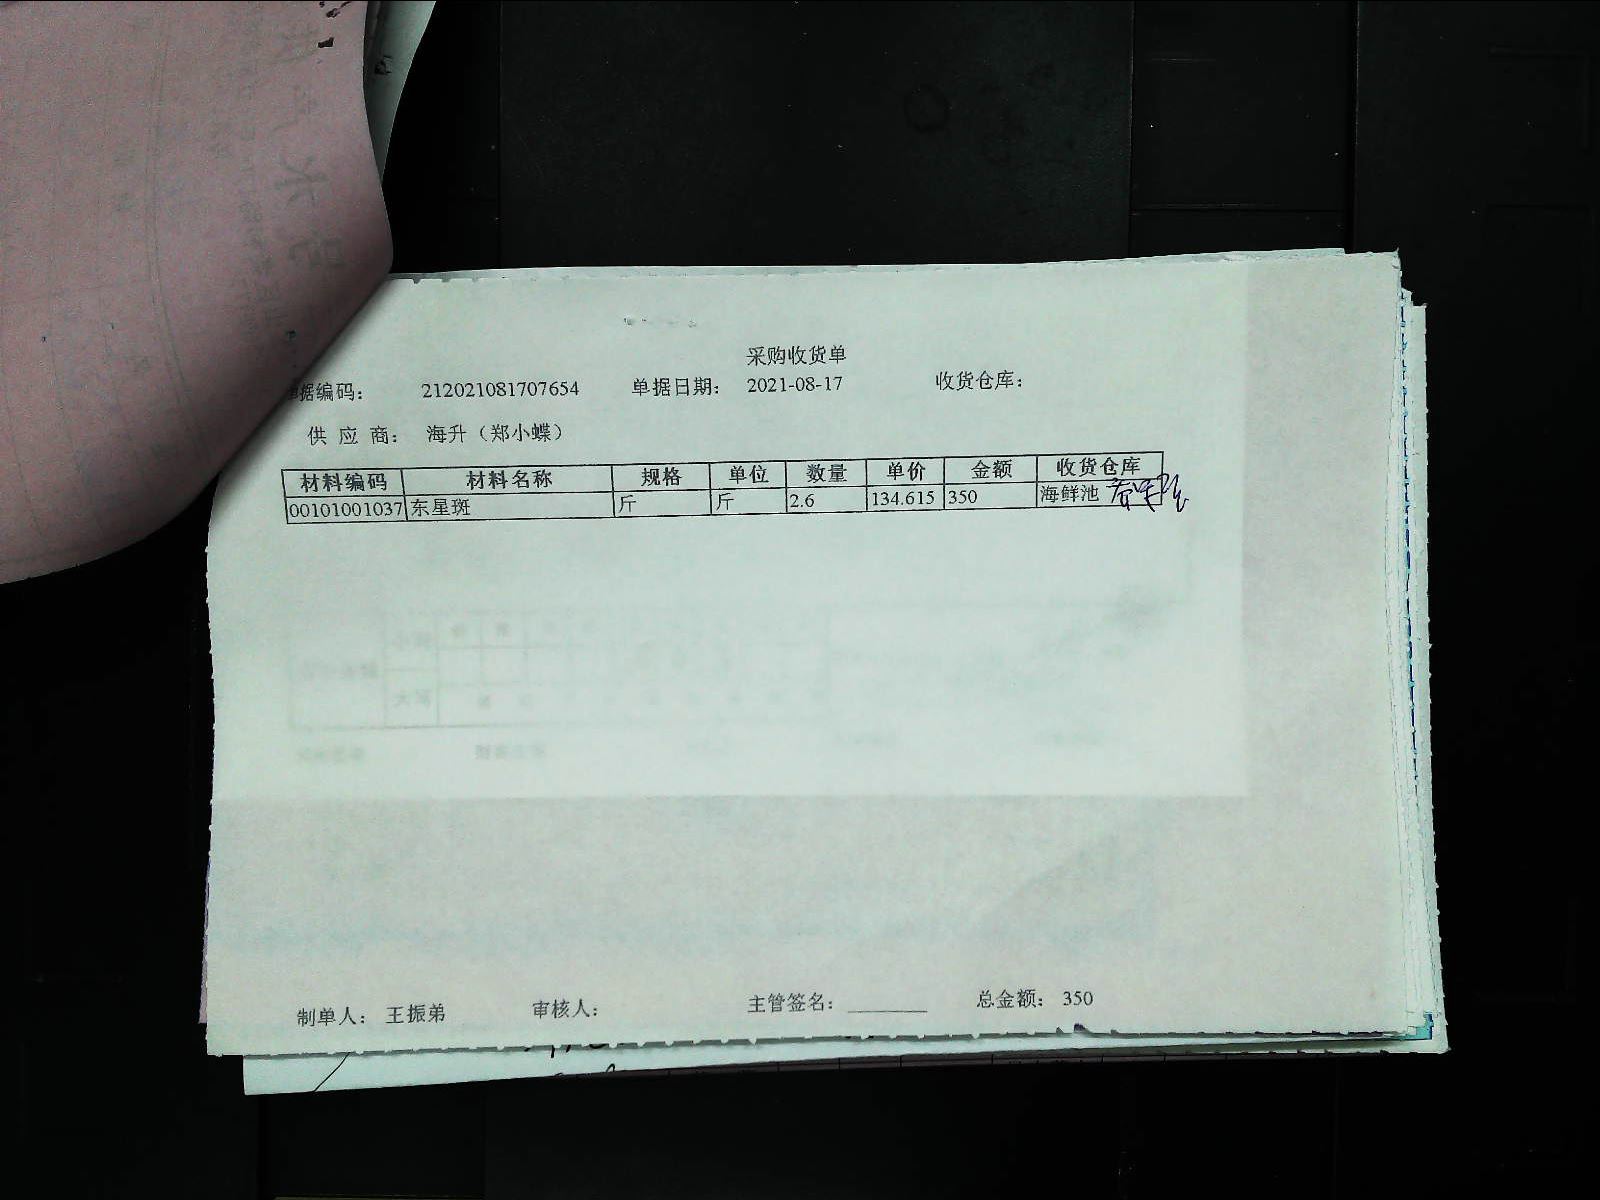 采购收货单
据编码： 212021081707654 单据日期： 2021-08-17 收货仓库：
供 应 商： 海升（郑小蝶）
材料编码 材料名称 规格 单位 数量 单价 金额 收货仓库
00101001037 东星斑 斤 斤 2.6 134.615 350 海鲜池
制单人： 王振弟 审核人： 主管签名： ________ 总金额： 350